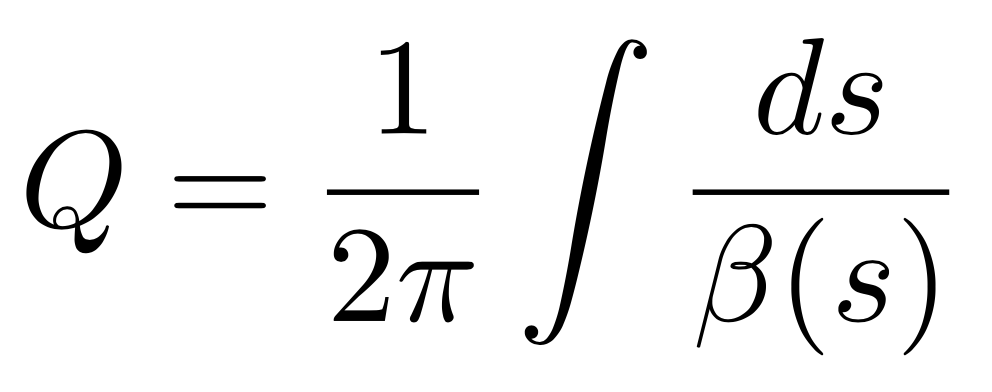 Q = \frac{1}{2\pi} \int \frac{ds}{\beta(s)}